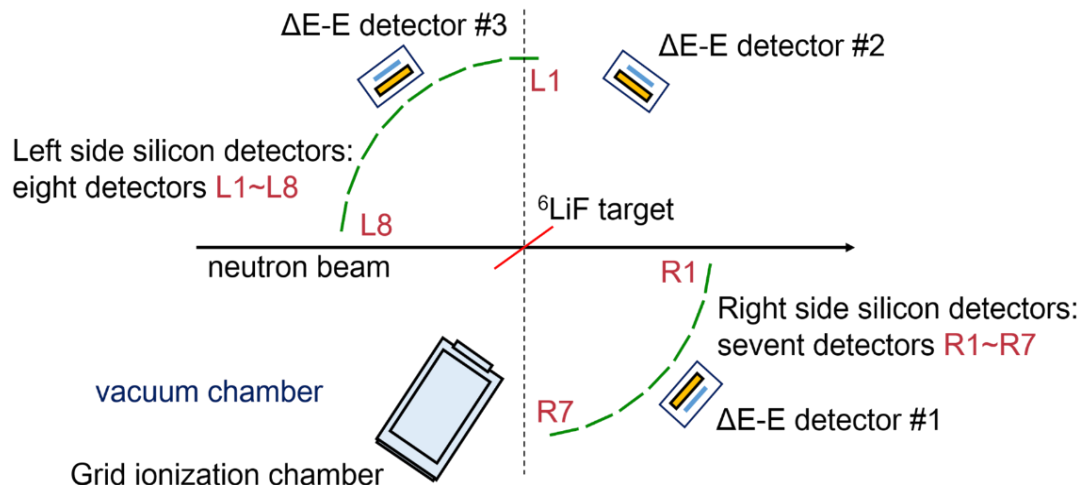 ΔE-E detector #3
ΔE-E detector #2
L1
Left side silicon detectors:
eight detectors L1~L8
L8
⁶LiF target
neutron beam
R1
Right side silicon detectors:
sevent detectors R1~R7
vacuum chamber
R7
ΔE-E detector #1
Grid ionization chamber